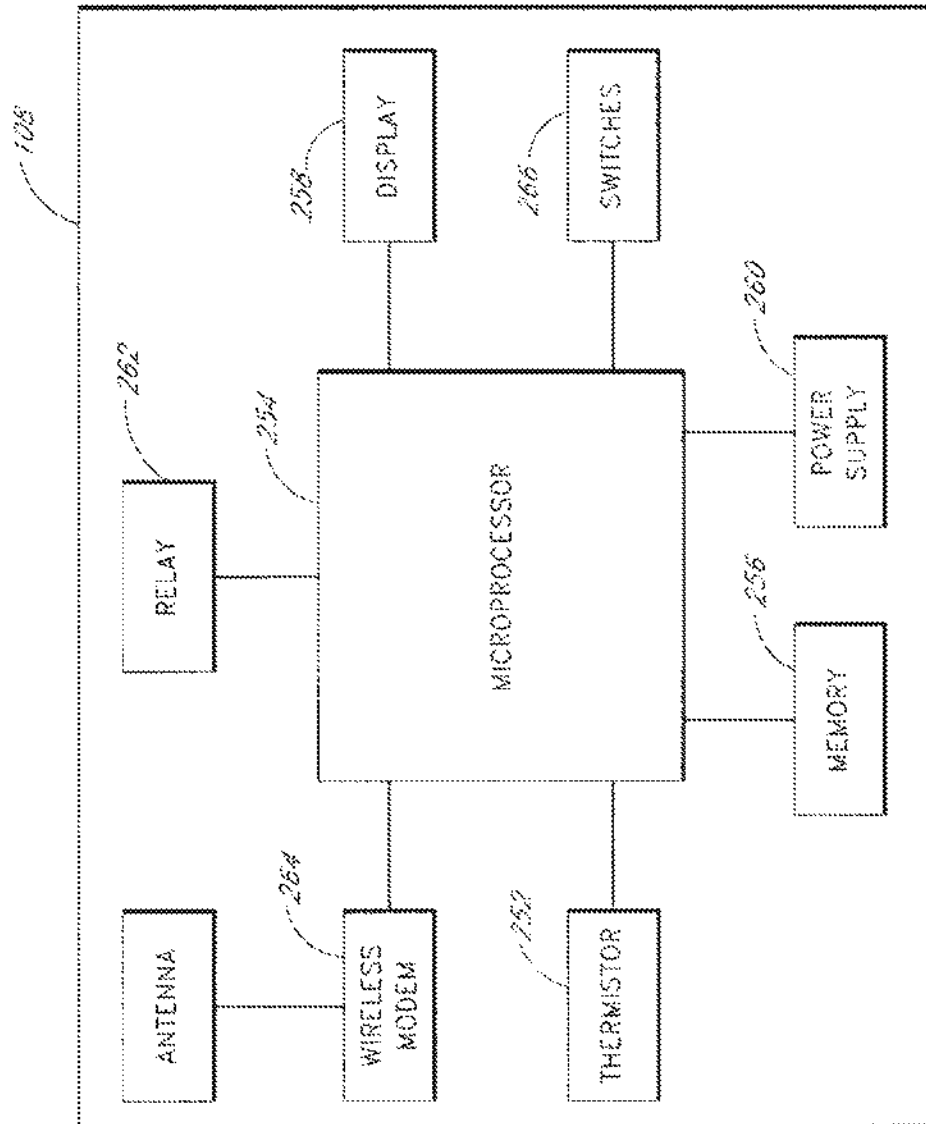 108
262
ANTENNA
RELAY
254
264
258
WIRELESS
MODEM
DISPLAY
MICROPROCESSOR
252
266
THERMISTOR
SWITCHES
256
260
MEMORY
POWER
SUPPLY